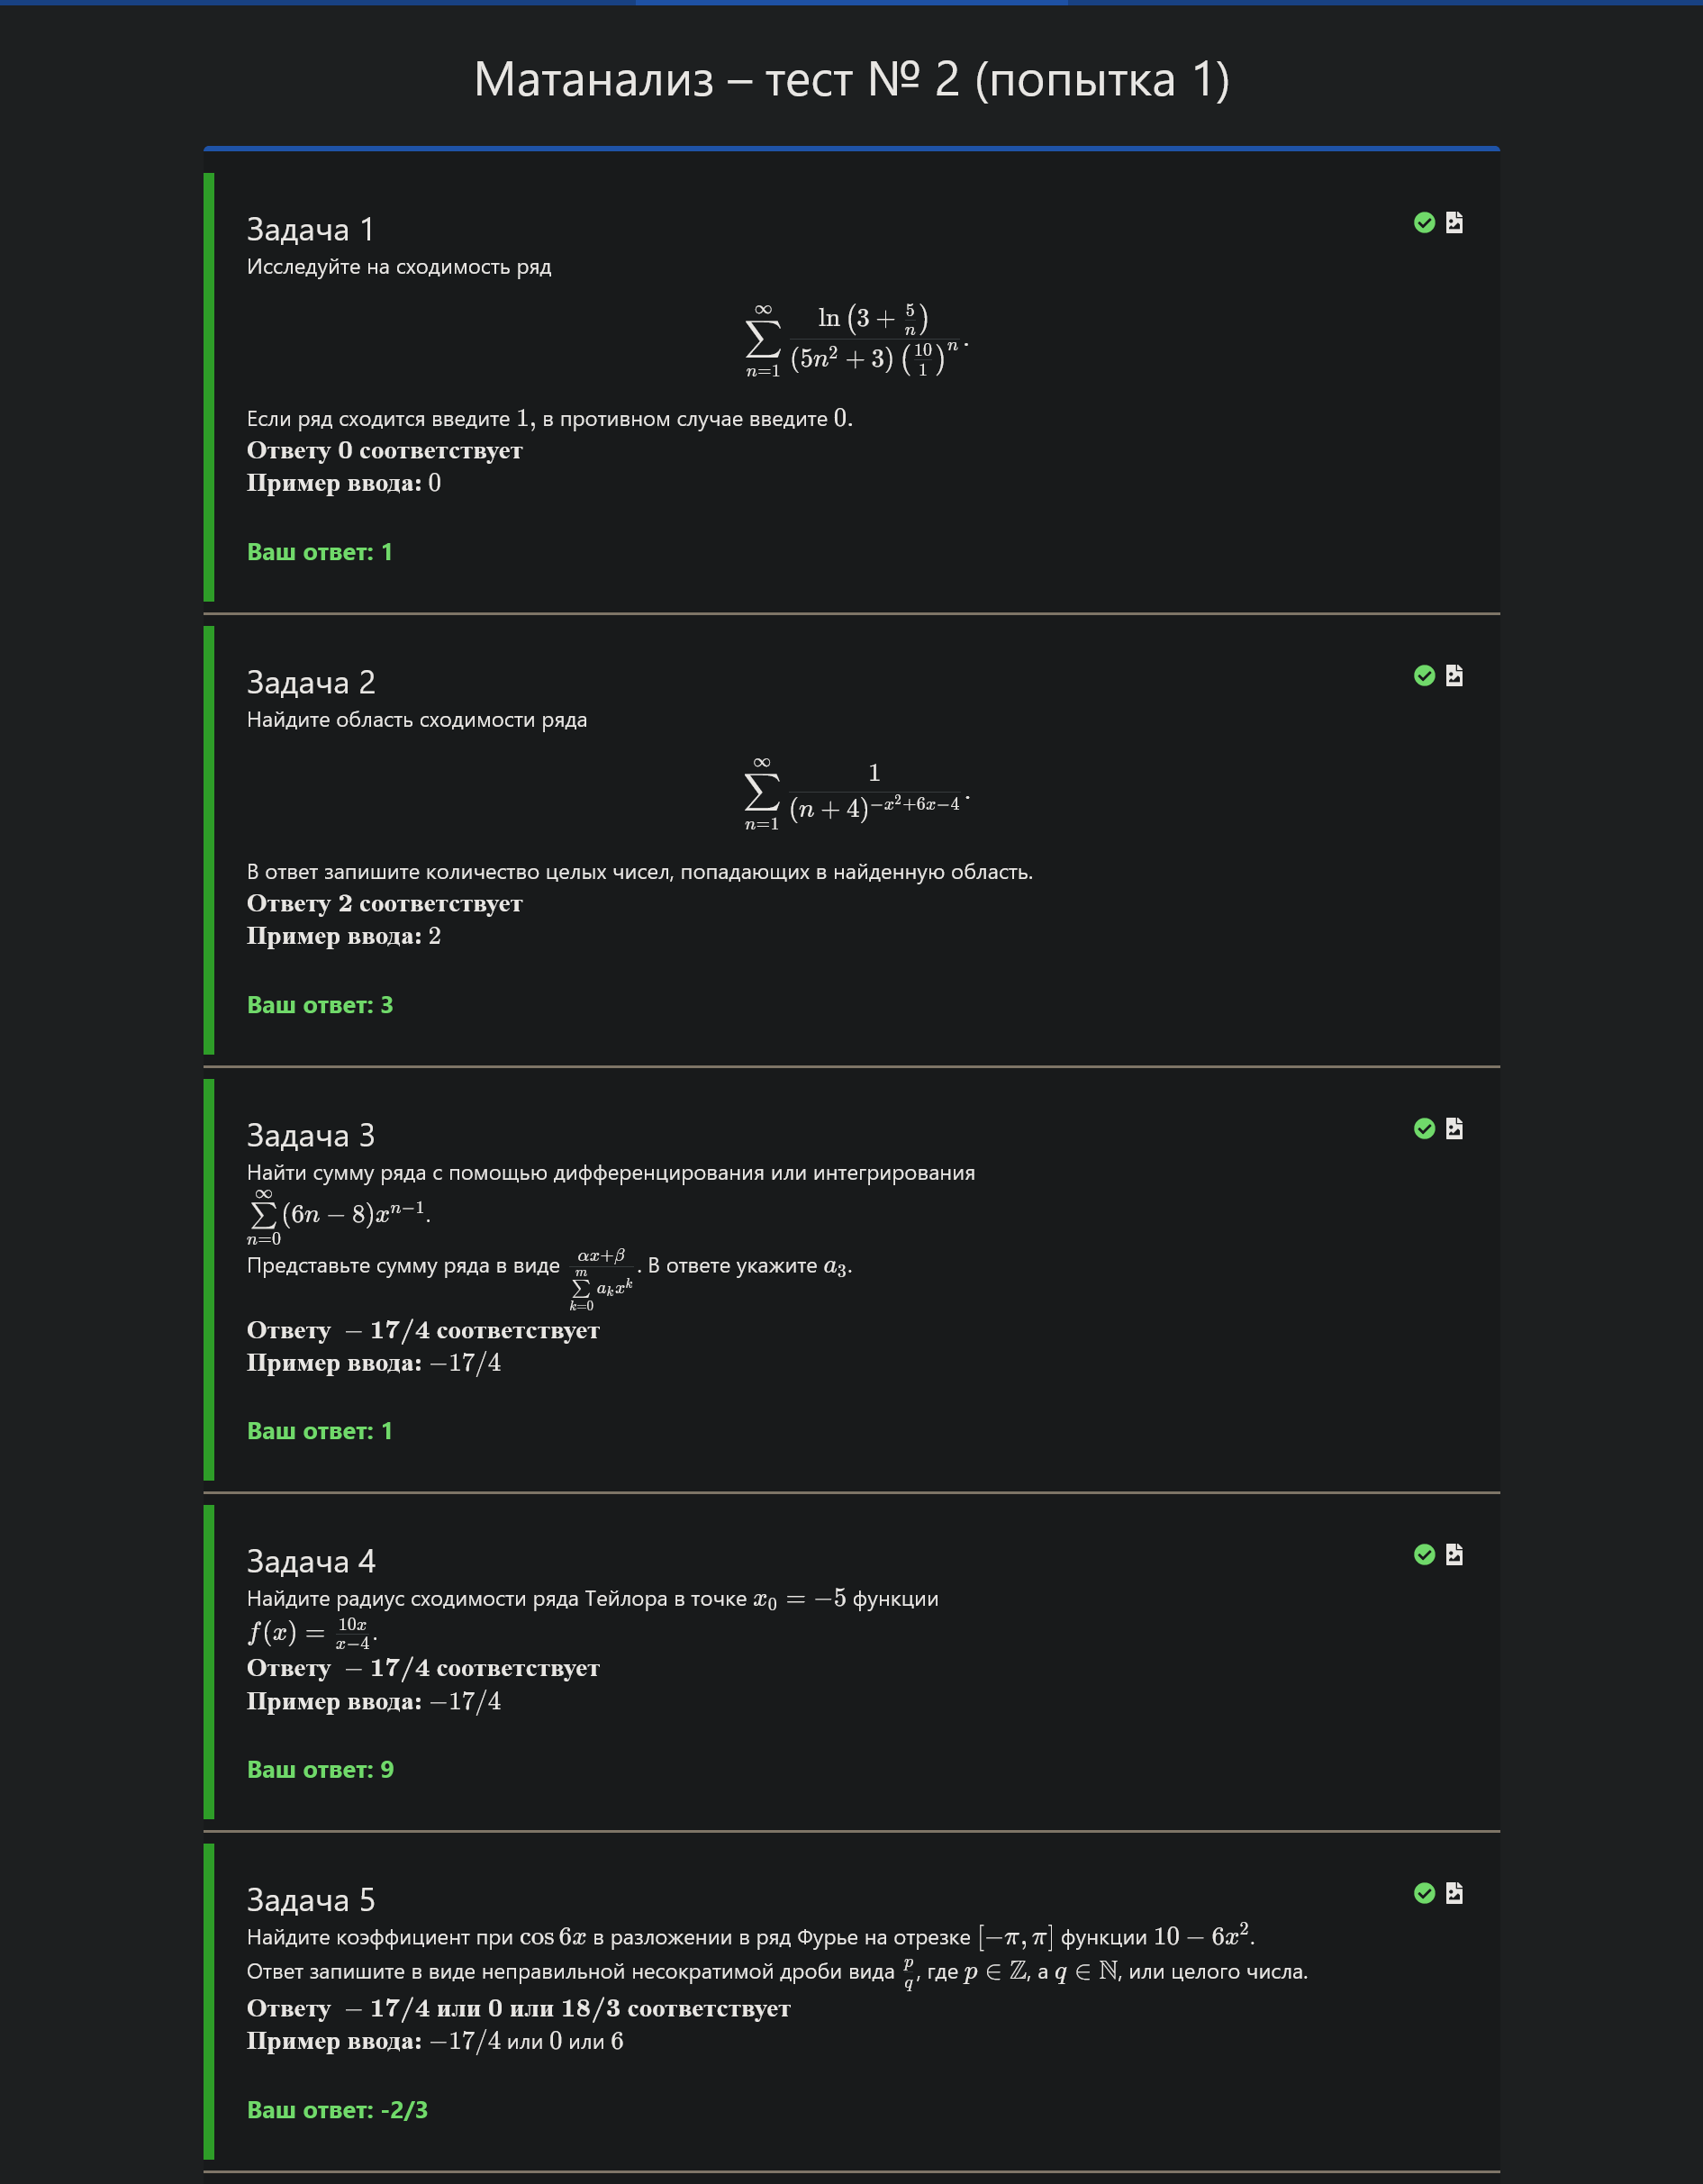 Матанализ – тест № 2 (попытка 1)
Задача 1
Исследуйте на сходимость ряд
$$\sum_{n=1}^{\infty} \frac{\ln\left(3+\frac{5}{n}\right)}{(5n^2+3)\left(\frac{10}{1}\right)^n}.$$
Если ряд сходится введите 1, в противном случае введите 0.
Ответу 0 соответствует
Пример ввода: 0
Ваш ответ: 1
Задача 2
Найдите область сходимости ряда
$$\sum_{n=1}^{\infty} \frac{1}{(n+4)^{-x^2+6x-4}}.$$
В ответ запишите количество целых чисел, попадающих в найденную область.
Ответу 2 соответствует
Пример ввода: 2
Ваш ответ: 3
Задача 3
Найти сумму ряда с помощью дифференцирования или интегрирования
$\sum_{n=0}^{\infty}(6n-8)x^{n-1}$.
Представьте сумму ряда в виде $\frac{\alpha x+\beta}{\sum_{k=0}^{m} a_k x^k}$. В ответе укажите $a_3$.
Ответу −17/4 соответствует
Пример ввода: −17/4
Ваш ответ: 1
Задача 4
Найдите радиус сходимости ряда Тейлора в точке $x_0 = -5$ функции
$f(x) = \frac{10x}{x-4}$.
Ответу −17/4 соответствует
Пример ввода: −17/4
Ваш ответ: 9
Задача 5
Найдите коэффициент при $\cos 6x$ в разложении в ряд Фурье на отрезке $[-\pi, \pi]$ функции $10 - 6x^2$.
Ответ запишите в виде неправильной несократимой дроби вида $\frac{p}{q}$, где $p \in \mathbb{Z}$, а $q \in \mathbb{N}$, или целого числа.
Ответу −17/4 или 0 или 18/3 соответствует
Пример ввода: −17/4 или 0 или 6
Ваш ответ: -2/3